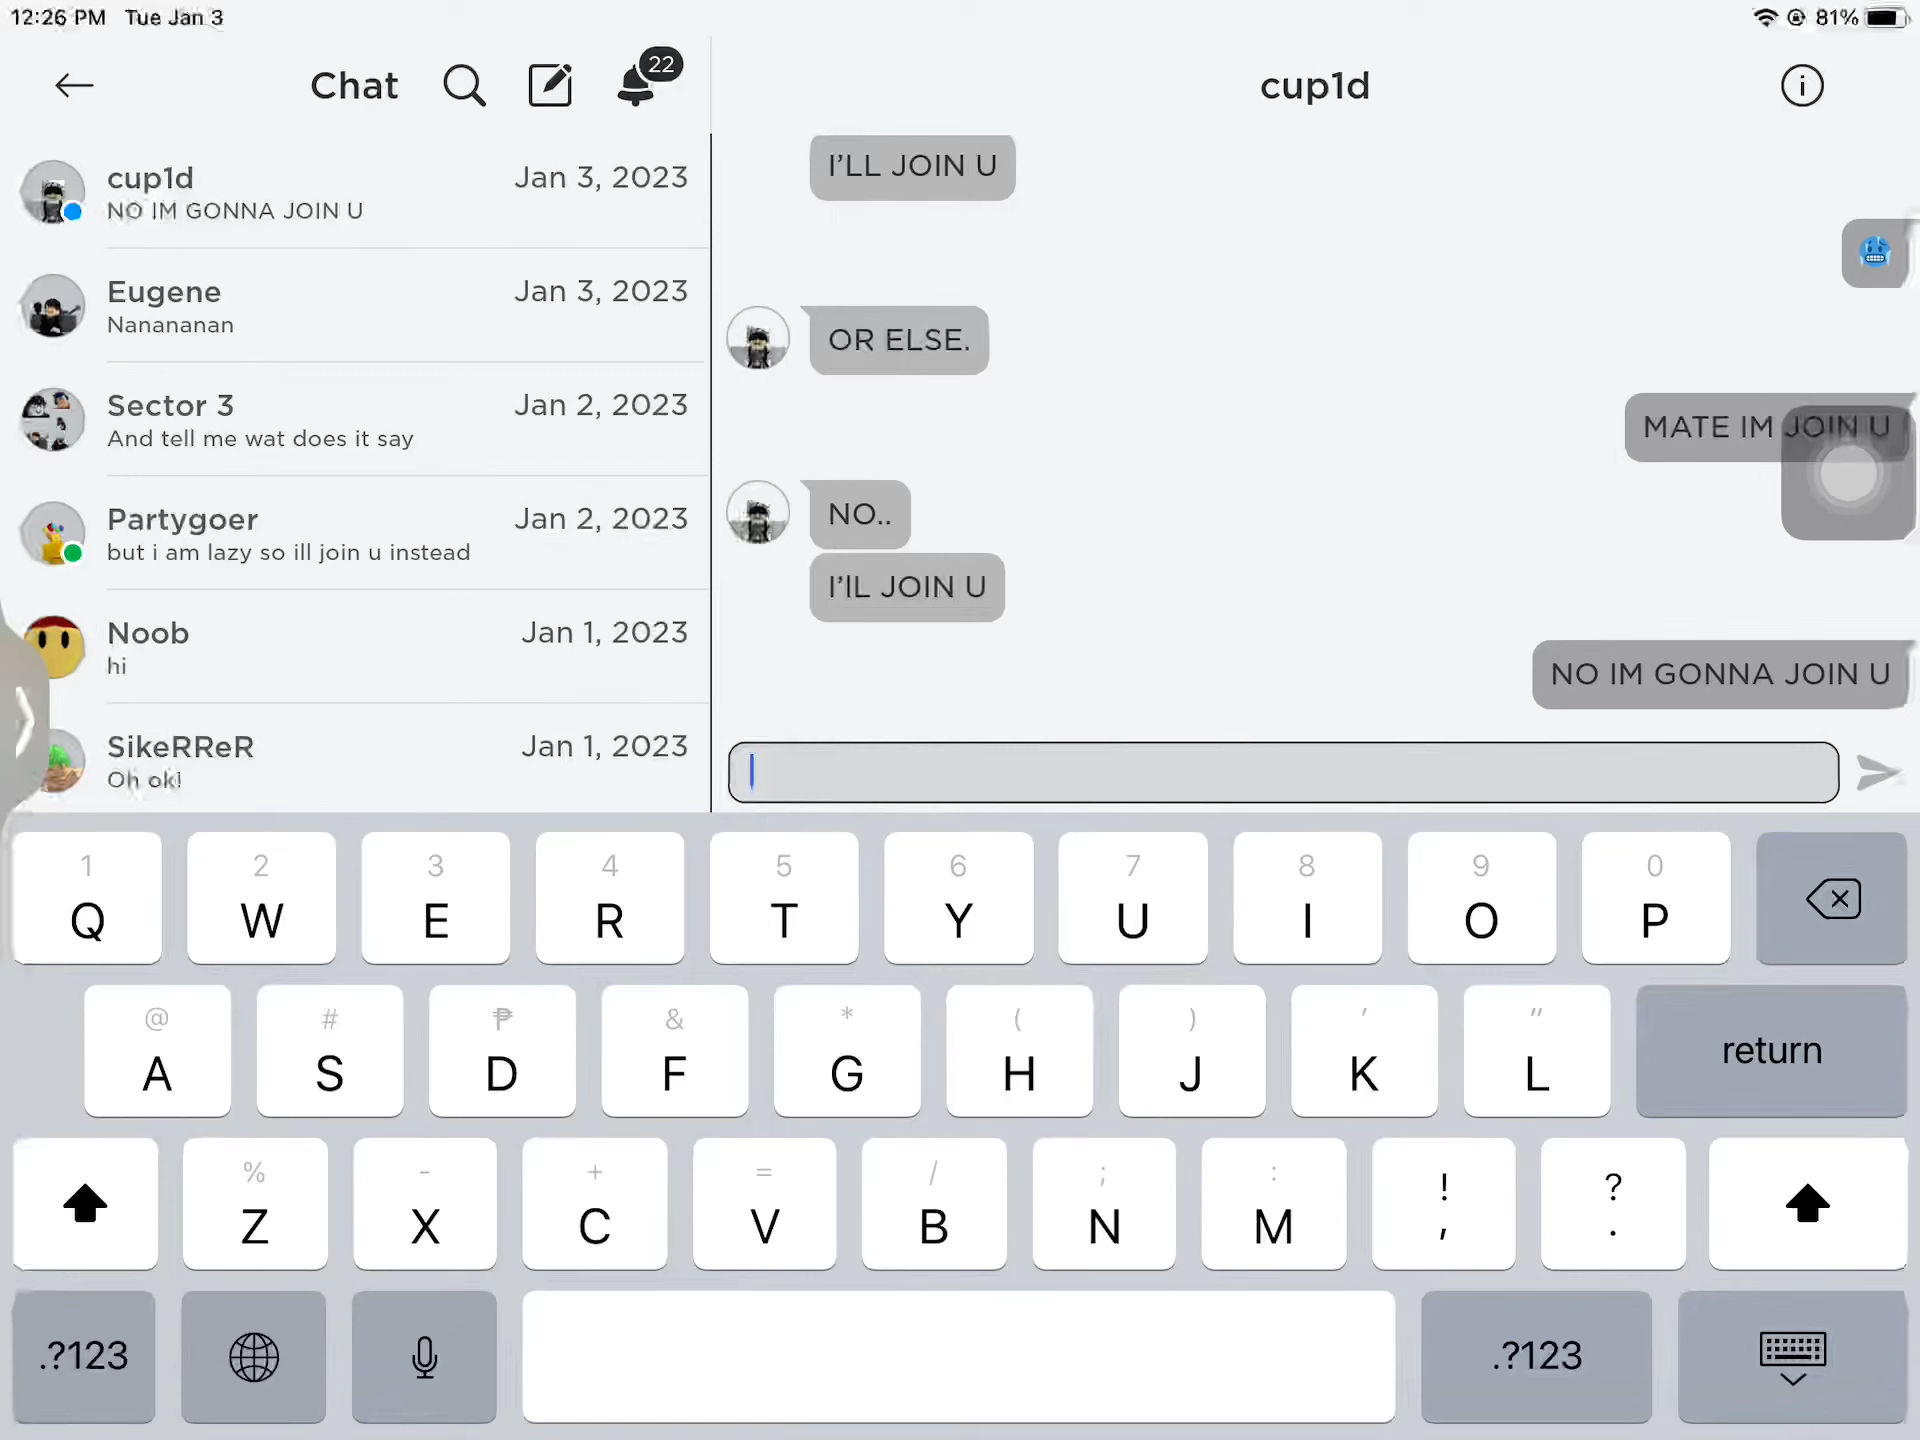 12:26 PM Tue Jan 3
81%
Chat
22
cup1d
cup1d
Jan 3, 2023
NO IM GONNA JOIN U
Eugene
Jan 3, 2023
Nanananan
Sector 3
Jan 2, 2023
And tell me wat does it say
Partygoer
Jan 2, 2023
but i am lazy so ill join u instead
Noob
Jan 1, 2023
hi
SikeRReR
Jan 1, 2023
Oh ok!
I’LL JOIN U
OR ELSE.
MATE IM JOIN U
NO..
I’lL JOIN U
NO IM GONNA JOIN U
1 2 3 4 5 6 7 8 9 0
Q W E R T Y U I O P
@ # ₱ & * ( ) ' "
A S D F G H J K L return
% - + = / ; : ! ?
Z X C V B N M , .
.?123 .?123